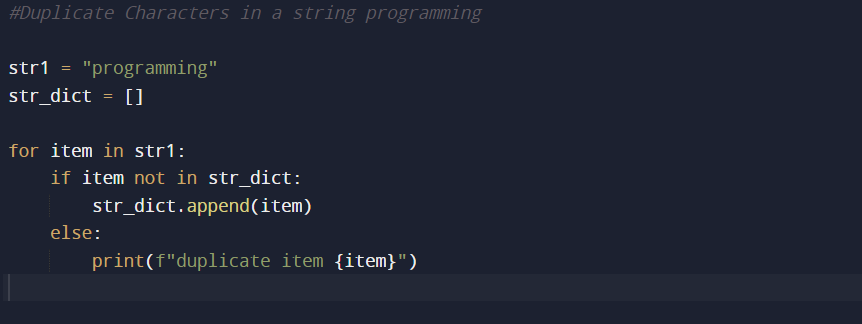 #Duplicate Characters in a string programming
str1 = "programming"
str_dict = []
for item in str1:
    if item not in str_dict:
        str_dict.append(item)
    else:
        print(f"duplicate item {item}")